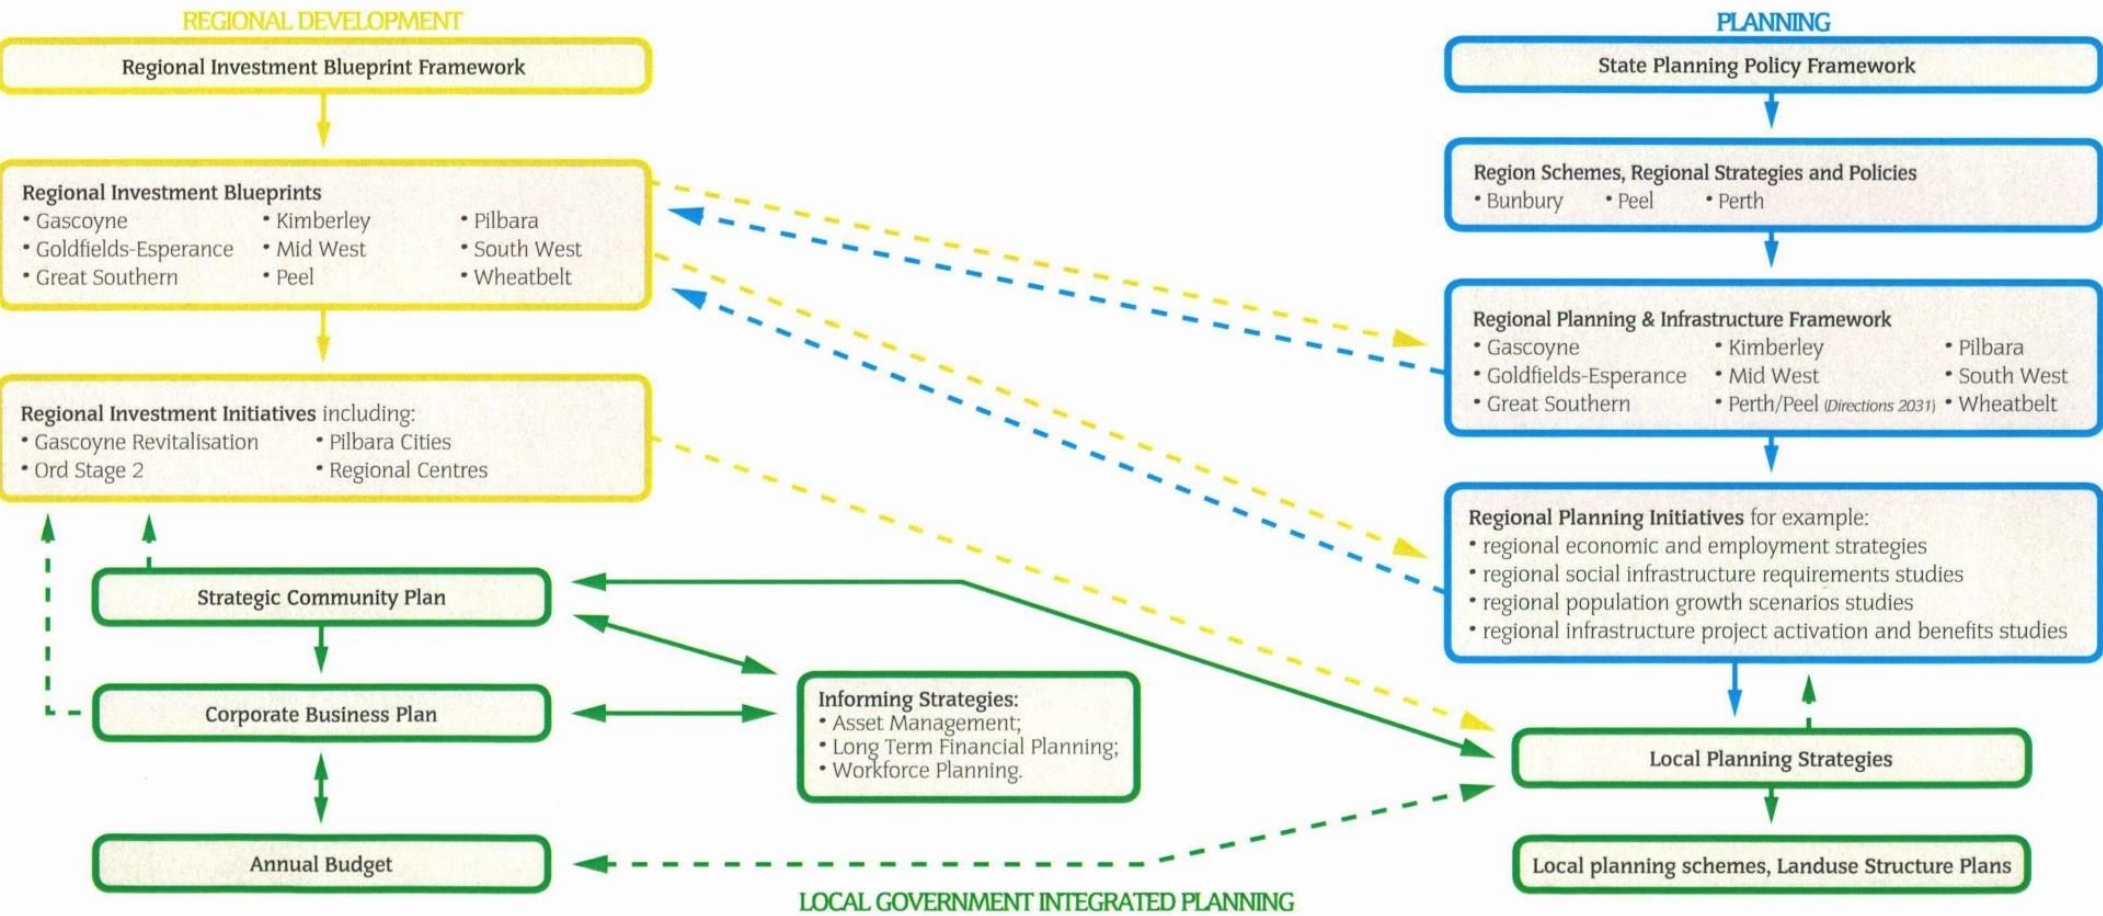 REGIONAL DEVELOPMENT
Regional Investment Blueprint Framework
Regional Investment Blueprints
• Gascoyne • Kimberley • Pilbara
• Goldfields-Esperance • Mid West • South West
• Great Southern • Peel • Wheatbelt
Regional Investment Initiatives including:
• Gascoyne Revitalisation • Pilbara Cities
• Ord Stage 2 • Regional Centres
Strategic Community Plan
Corporate Business Plan
Annual Budget
Informing Strategies:
• Asset Management;
• Long Term Financial Planning;
• Workforce Planning.
PLANNING
State Planning Policy Framework
Region Schemes, Regional Strategies and Policies
• Bunbury • Peel • Perth
Regional Planning & Infrastructure Framework
• Gascoyne • Kimberley • Pilbara
• Goldfields-Esperance • Mid West • South West
• Great Southern • Perth/Peel (Directions 2031) • Wheatbelt
Regional Planning Initiatives for example:
• regional economic and employment strategies
• regional social infrastructure requirements studies
• regional population growth scenarios studies
• regional infrastructure project activation and benefits studies
Local Planning Strategies
Local planning schemes, Landuse Structure Plans
LOCAL GOVERNMENT INTEGRATED PLANNING